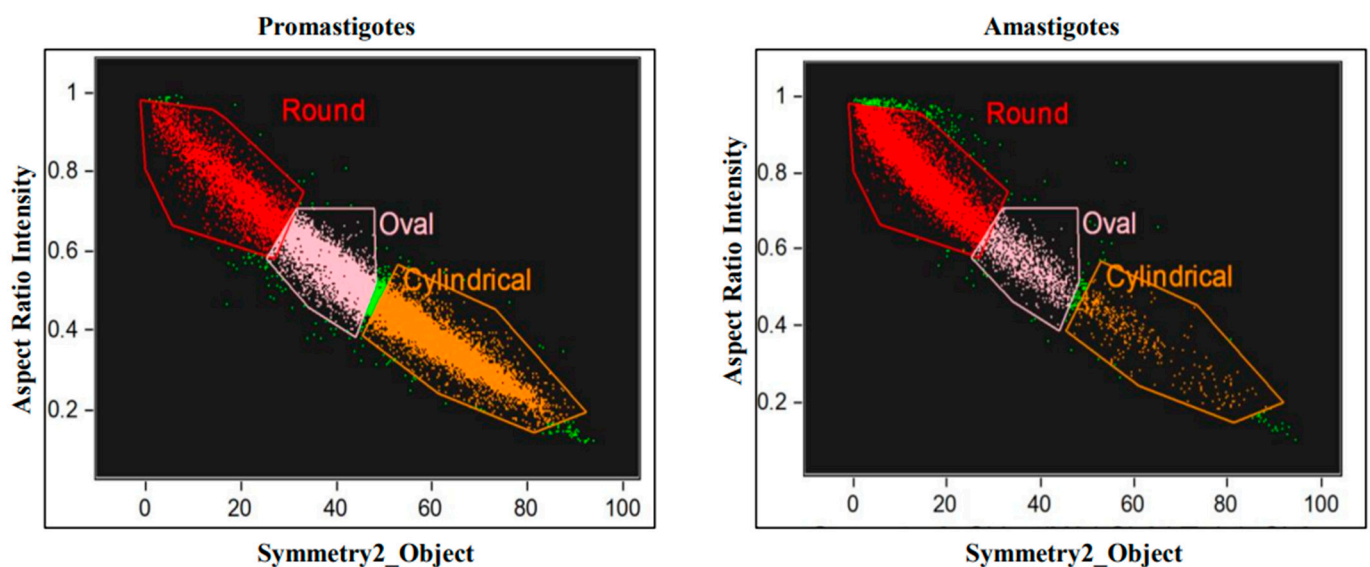 Promastigotes
Aspect Ratio Intensity
1
0.8
0.6
0.4
0.2
Round
Oval
Cylindrical
0 20 40 60 80 100
Symmetry2_Object
Amastigotes
Aspect Ratio Intensity
1
0.8
0.6
0.4
0.2
Round
Oval
Cylindrical
0 20 40 60 80 100
Symmetry2_Object